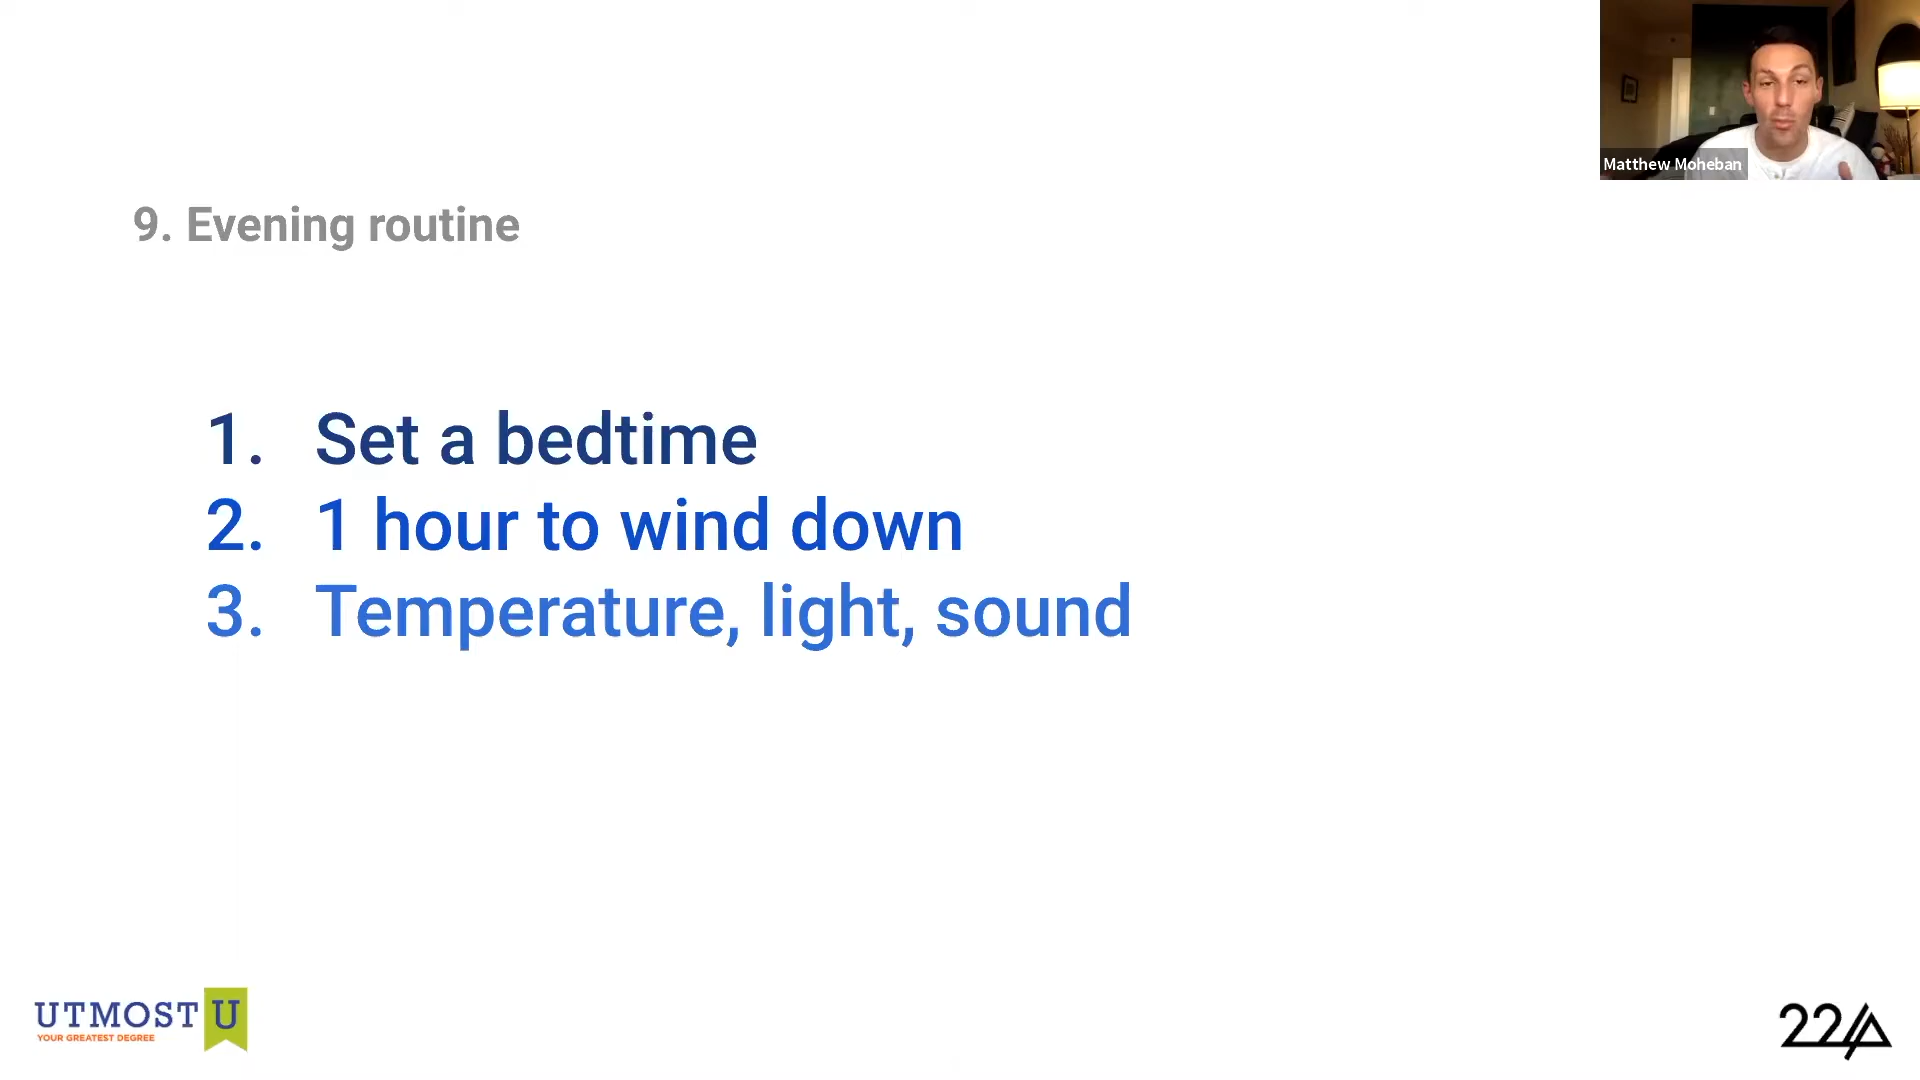 Matthew Moheban
9. Evening routine
1. Set a bedtime
2. 1 hour to wind down
3. Temperature, light, sound
UTMOST U
YOUR GREATEST DEGREE
22